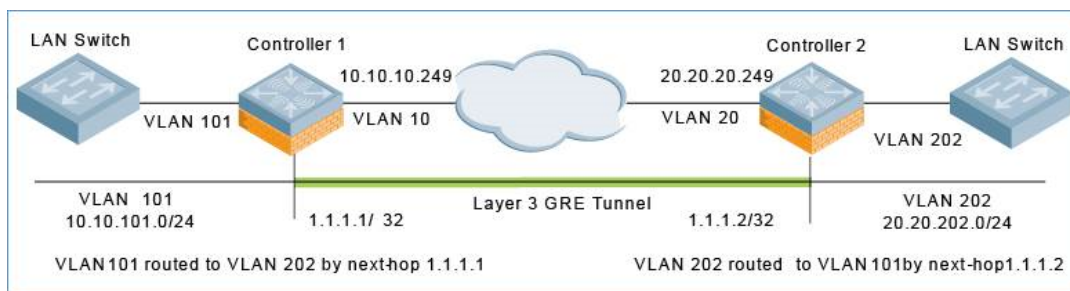 LAN Switch
Controller 1
Controller 2
LAN Switch
10.10.10.249
20.20.20.249
VLAN 101
VLAN 10
VLAN 20
VLAN 202
VLAN 101
10.10.101.0/24
1.1.1.1/ 32
Layer 3 GRE Tunnel
1.1.1.2/32
VLAN 202
20.20.202.0/24
VLAN101 routed to VLAN 202 by next-hop 1.1.1.1
VLAN 202 routed to VLAN101by next-hop1.1.1.2